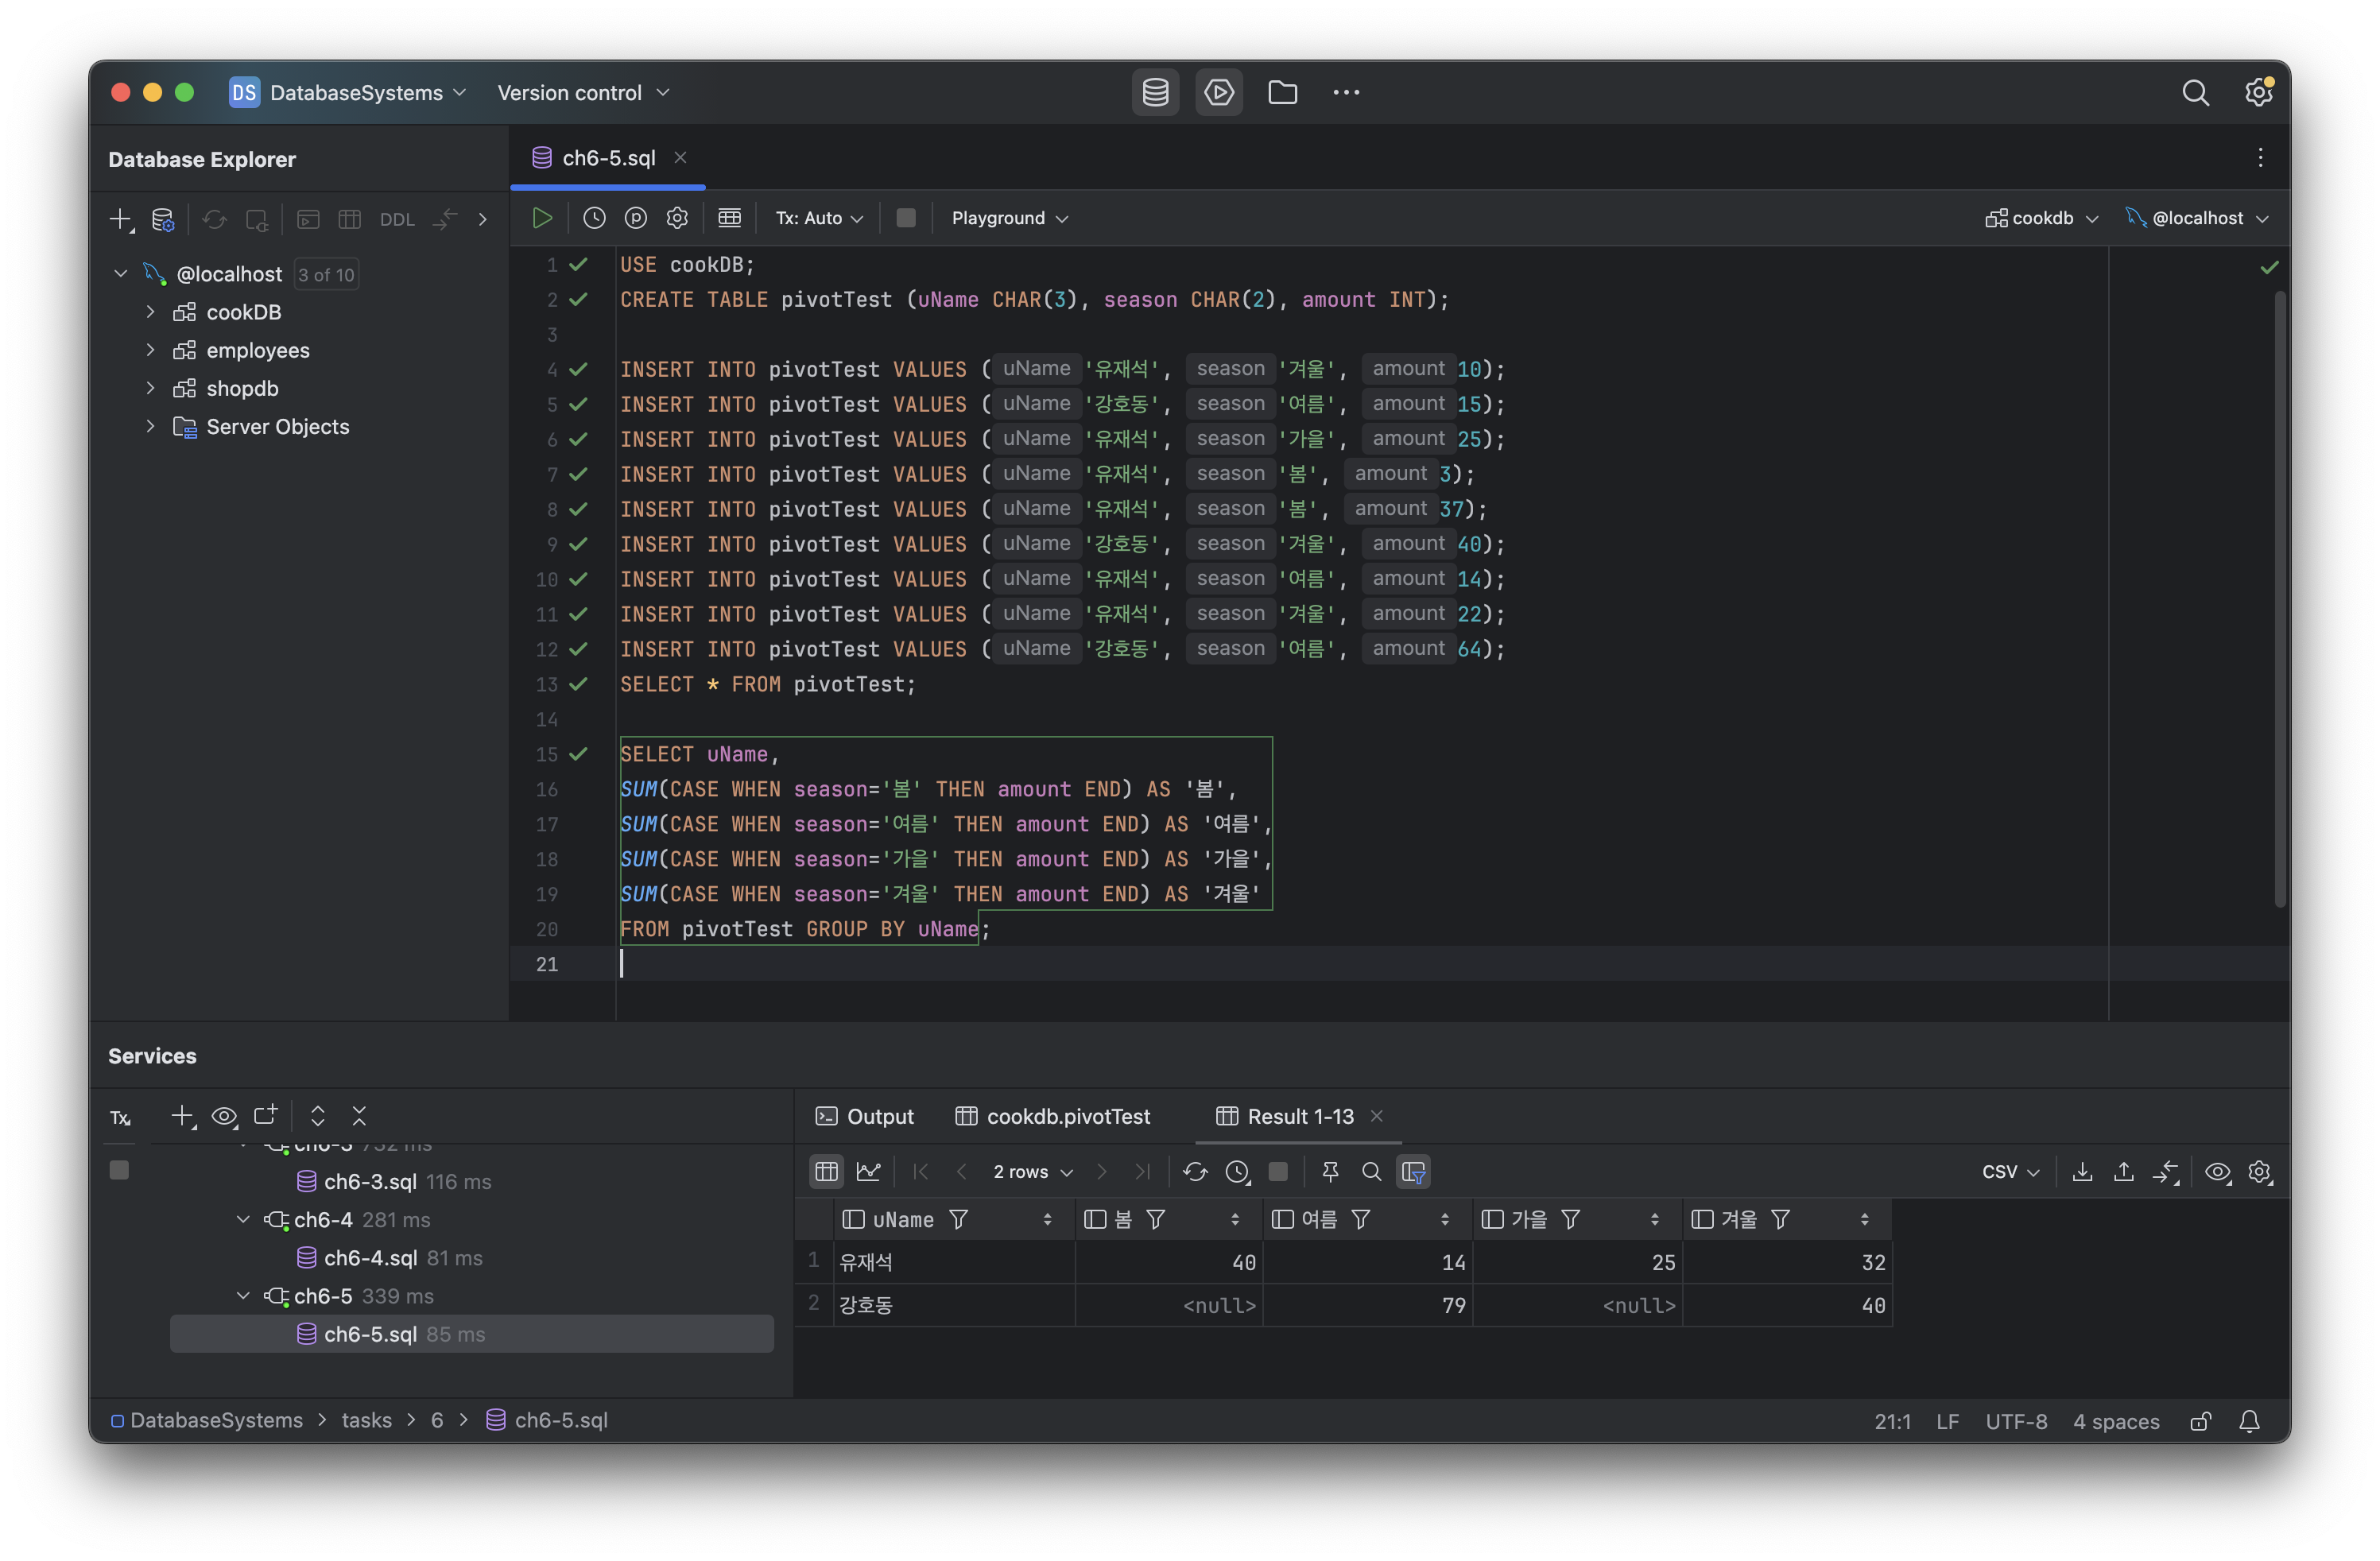 DS DatabaseSystems Version control
Database Explorer
ch6-5.sql
DDL
Tx: Auto Playground cookdb @localhost
@localhost 3 of 10
cookDB
employees
shopdb
Server Objects
1 USE cookDB;
2 CREATE TABLE pivotTest (uName CHAR(3), season CHAR(2), amount INT);
3
4 INSERT INTO pivotTest VALUES ( uName '유재석', season '겨울', amount 10);
5 INSERT INTO pivotTest VALUES ( uName '강호동', season '여름', amount 15);
6 INSERT INTO pivotTest VALUES ( uName '유재석', season '가을', amount 25);
7 INSERT INTO pivotTest VALUES ( uName '유재석', season '봄', amount 3);
8 INSERT INTO pivotTest VALUES ( uName '유재석', season '봄', amount 37);
9 INSERT INTO pivotTest VALUES ( uName '강호동', season '겨울', amount 40);
10 INSERT INTO pivotTest VALUES ( uName '유재석', season '여름', amount 14);
11 INSERT INTO pivotTest VALUES ( uName '유재석', season '겨울', amount 22);
12 INSERT INTO pivotTest VALUES ( uName '강호동', season '여름', amount 64);
13 SELECT * FROM pivotTest;
14
15 SELECT uName,
16 SUM(CASE WHEN season='봄' THEN amount END) AS '봄',
17 SUM(CASE WHEN season='여름' THEN amount END) AS '여름',
18 SUM(CASE WHEN season='가을' THEN amount END) AS '가을',
19 SUM(CASE WHEN season='겨울' THEN amount END) AS '겨울'
20 FROM pivotTest GROUP BY uName;
21
Services
Tx
ch6-3 732 ms
ch6-3.sql 116 ms
ch6-4 281 ms
ch6-4.sql 81 ms
ch6-5 339 ms
ch6-5.sql 85 ms
Output cookdb.pivotTest Result 1-13
2 rows CSV
uName 봄 여름 가을 겨울
1 유재석 40 14 25 32
2 강호동 <null> 79 <null> 40
DatabaseSystems > tasks > 6 > ch6-5.sql
21:1 LF UTF-8 4 spaces